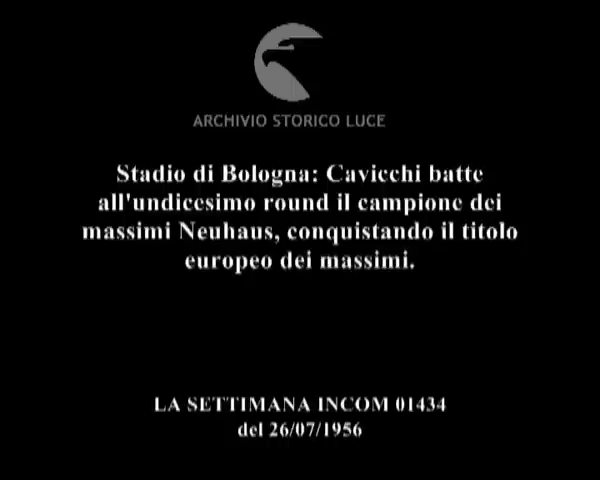 ARCHIVIO STORICO LUCE
Stadio di Bologna: Cavicchi batte
all'undicesimo round il campione dei
massimi Neuhaus, conquistando il titolo
europeo dei massimi.
LA SETTIMANA INCOM 01434
del 26/07/1956